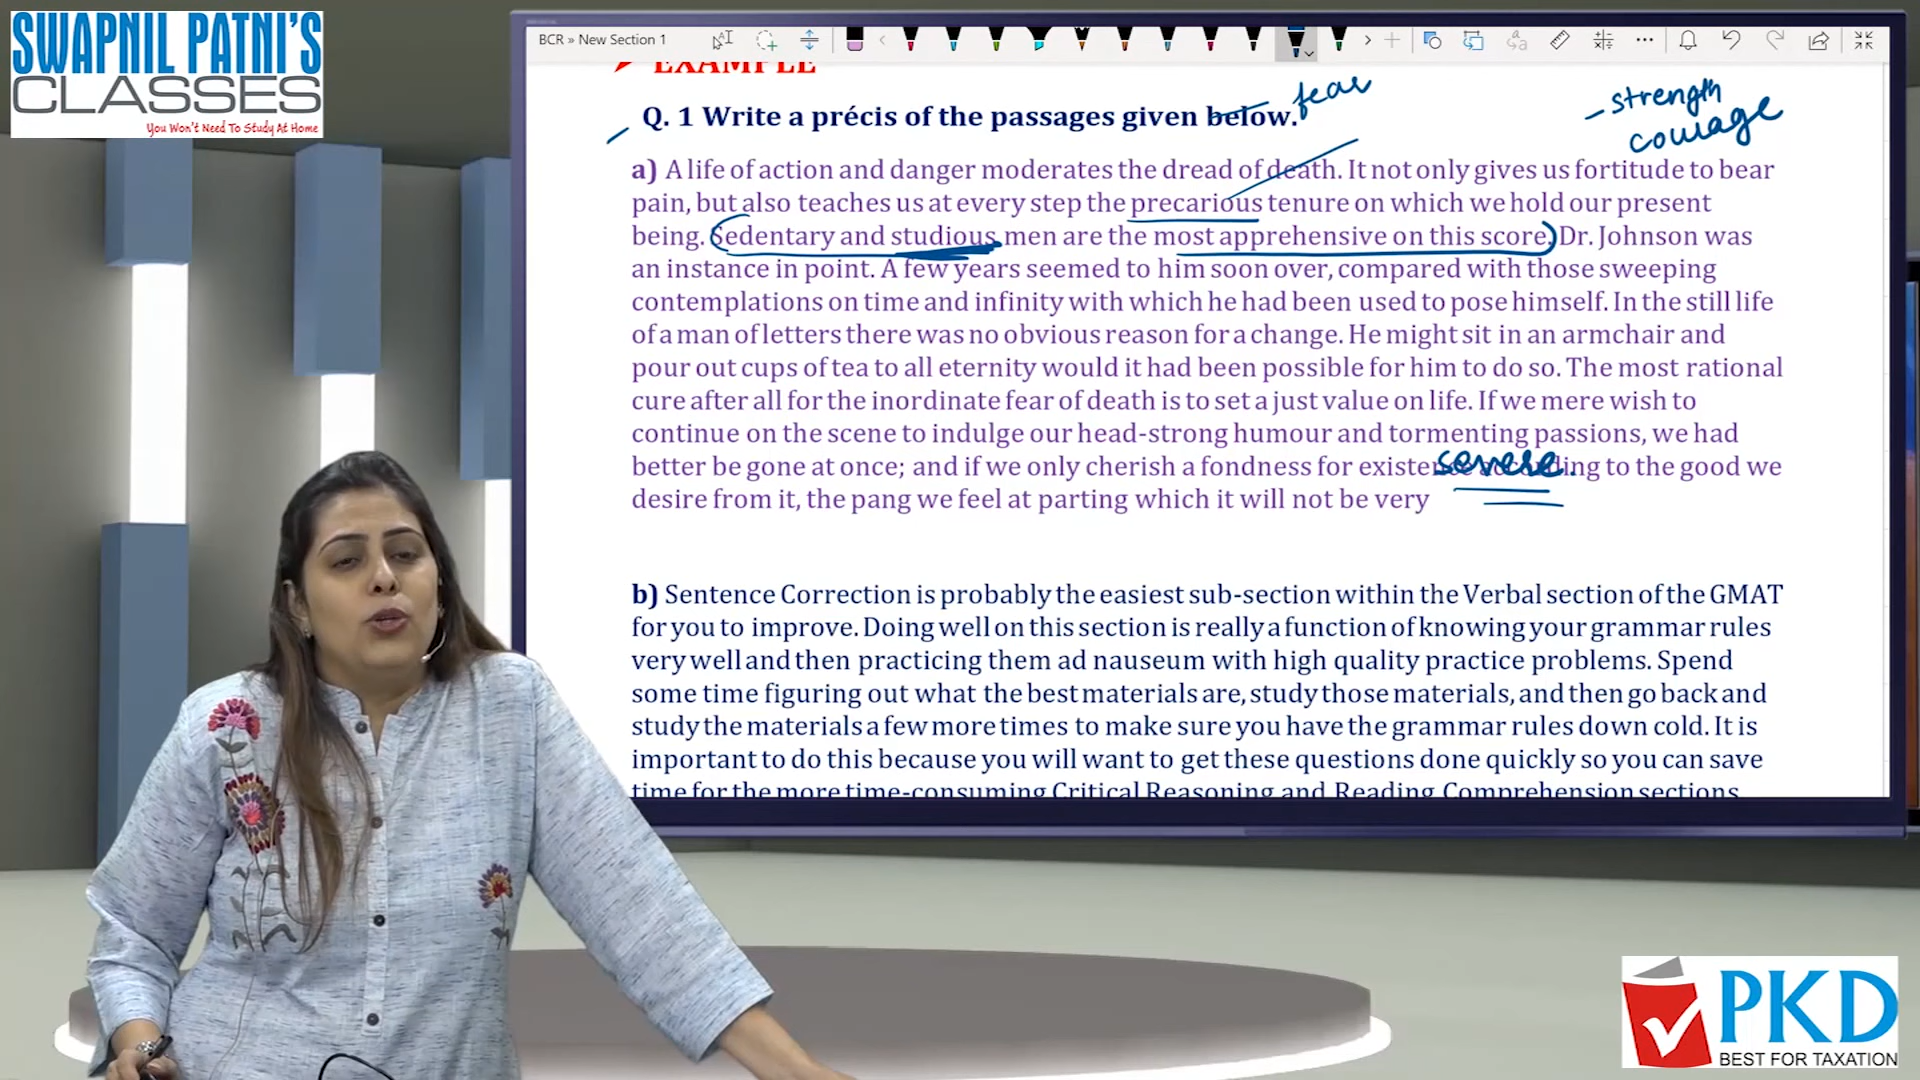 SWAPNIL PATNI'S
CLASSES
You Won't Need To Study At Home
BCR » New Section 1
EXAMPLE
Q. 1 Write a précis of the passages given below.
fear
strength
courage
a) A life of action and danger moderates the dread of death. It not only gives us fortitude to bear
pain, but also teaches us at every step the precarious tenure on which we hold our present
being. Sedentary and studious men are the most apprehensive on this score. Dr. Johnson was
an instance in point. A few years seemed to him soon over, compared with those sweeping
contemplations on time and infinity with which he had been used to pose himself. In the still life
of a man of letters there was no obvious reason for a change. He might sit in an armchair and
pour out cups of tea to all eternity would it had been possible for him to do so. The most rational
cure after all for the inordinate fear of death is to set a just value on life. If we mere wish to
continue on the scene to indulge our head-strong humour and tormenting passions, we had
better be gone at once; and if we only cherish a fondness for existence according to the good we
severe.
desire from it, the pang we feel at parting which it will not be very
b) Sentence Correction is probably the easiest sub-section within the Verbal section of the GMAT
for you to improve. Doing well on this section is really a function of knowing your grammar rules
very well and then practicing them ad nauseum with high quality practice problems. Spend
some time figuring out what the best materials are, study those materials, and then go back and
study the materials a few more times to make sure you have the grammar rules down cold. It is
important to do this because you will want to get these questions done quickly so you can save
time for the more time-consuming Critical Reasoning and Reading Comprehension sections
PKD
BEST FOR TAXATION